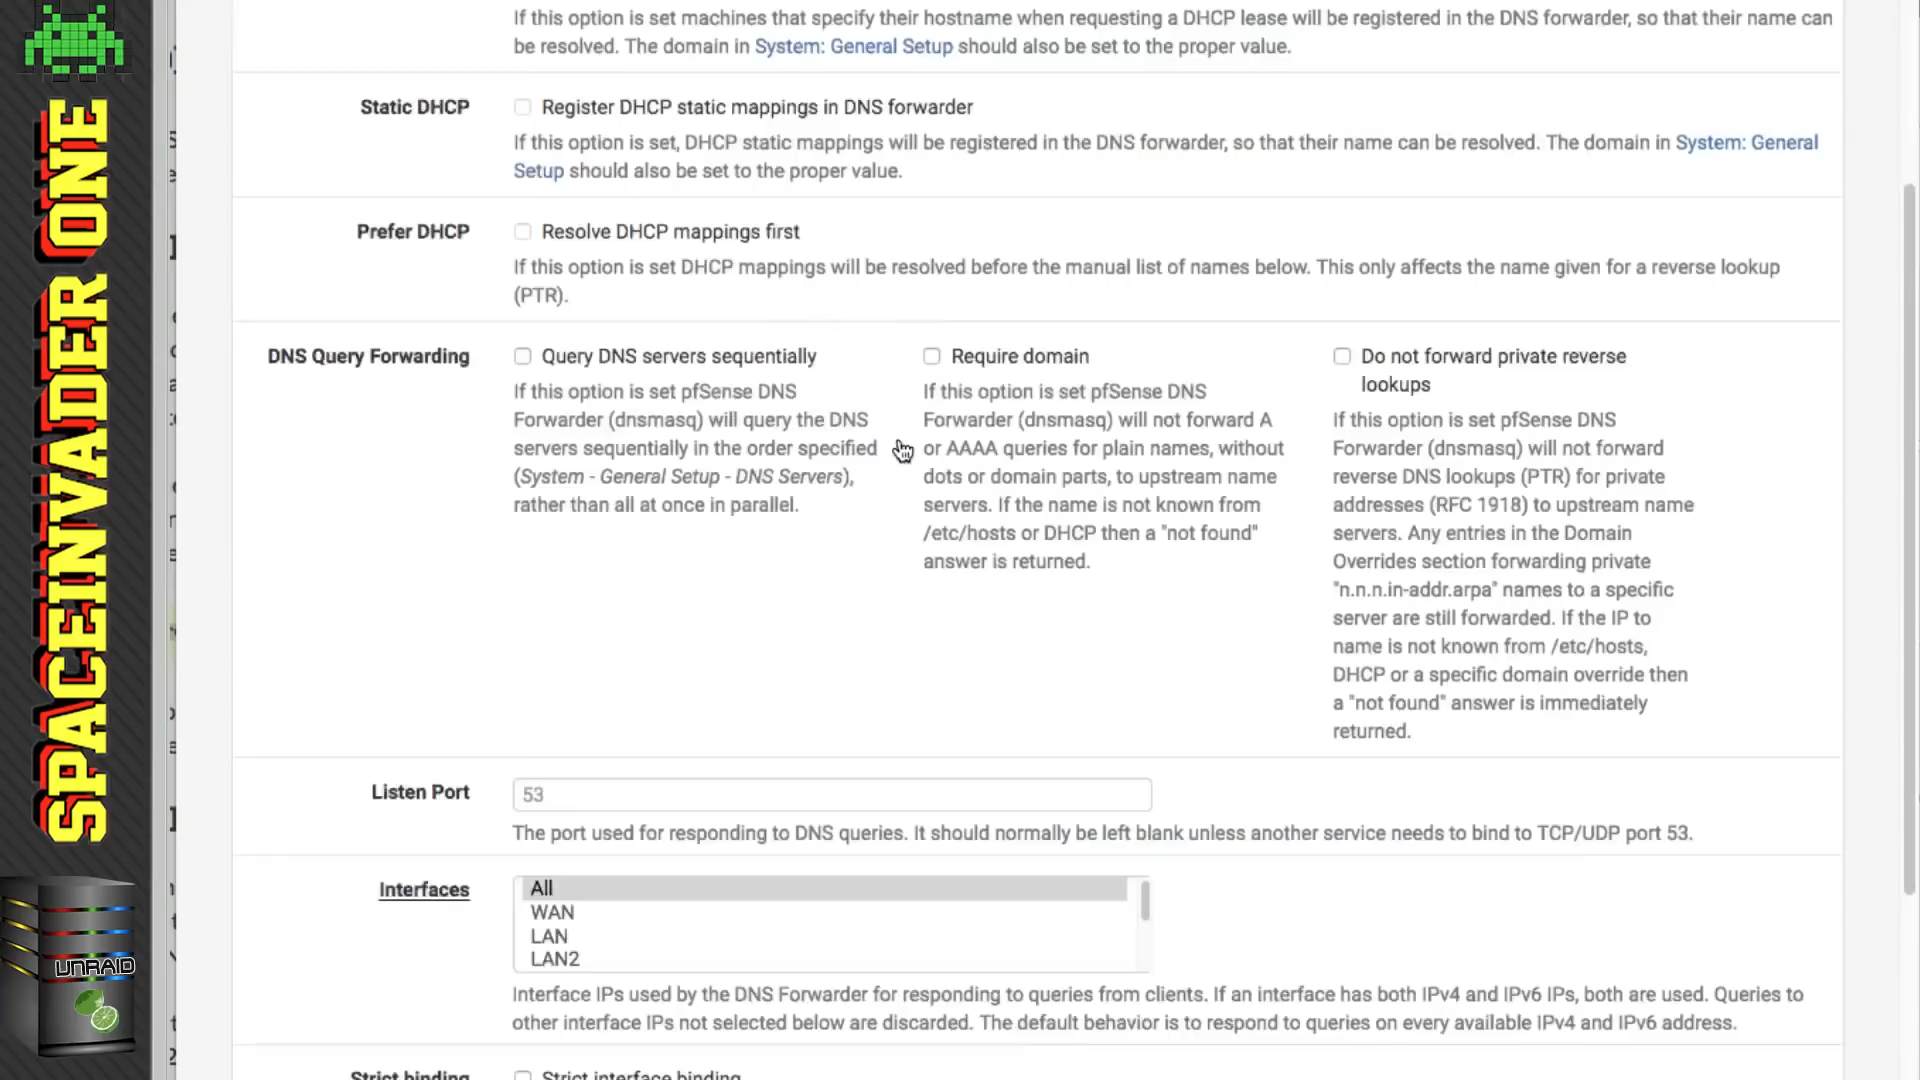 SPACEINVADER ONE
UNRAID
If this option is set machines that specify their hostname when requesting a DHCP lease will be registered in the DNS forwarder, so that their name can
be resolved. The domain in System: General Setup should also be set to the proper value.
Static DHCP
Register DHCP static mappings in DNS forwarder
If this option is set, DHCP static mappings will be registered in the DNS forwarder, so that their name can be resolved. The domain in System: General
Setup should also be set to the proper value.
Prefer DHCP
Resolve DHCP mappings first
If this option is set DHCP mappings will be resolved before the manual list of names below. This only affects the name given for a reverse lookup
(PTR).
DNS Query Forwarding
Query DNS servers sequentially
If this option is set pfSense DNS
Forwarder (dnsmasq) will query the DNS
servers sequentially in the order specified
(System - General Setup - DNS Servers),
rather than all at once in parallel.
Require domain
If this option is set pfSense DNS
Forwarder (dnsmasq) will not forward A
or AAAA queries for plain names, without
dots or domain parts, to upstream name
servers. If the name is not known from
/etc/hosts or DHCP then a "not found"
answer is returned.
Do not forward private reverse
lookups
If this option is set pfSense DNS
Forwarder (dnsmasq) will not forward
reverse DNS lookups (PTR) for private
addresses (RFC 1918) to upstream name
servers. Any entries in the Domain
Overrides section forwarding private
"n.n.n.in-addr.arpa" names to a specific
server are still forwarded. If the IP to
name is not known from /etc/hosts,
DHCP or a specific domain override then
a "not found" answer is immediately
returned.
Listen Port
53
The port used for responding to DNS queries. It should normally be left blank unless another service needs to bind to TCP/UDP port 53.
Interfaces
All
WAN
LAN
LAN2
Interface IPs used by the DNS Forwarder for responding to queries from clients. If an interface has both IPv4 and IPv6 IPs, both are used. Queries to
other interface IPs not selected below are discarded. The default behavior is to respond to queries on every available IPv4 and IPv6 address.
Strict binding
Strict interface binding